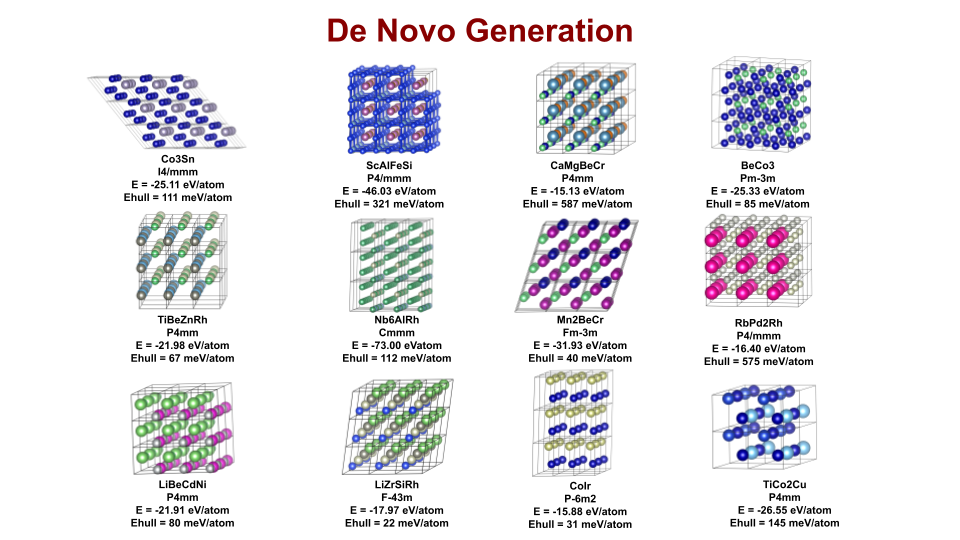 De Novo Generation
Co3Sn
I4/mmm
E = -25.11 eV/atom
Ehull = 111 meV/atom
ScAlFeSi
P4/mmm
E = -46.03 eV/atom
Ehull = 321 meV/atom
CaMgBeCr
P4mm
E = -15.13 eV/atom
Ehull = 587 meV/atom
BeCo3
Pm-3m
E = -25.33 eV/atom
Ehull = 85 meV/atom
TiBeZnRh
P4mm
E = -21.98 eV/atom
Ehull = 67 meV/atom
Nb6AlRh
Cmmm
E = -73.00 eV/atom
Ehull = 112 meV/atom
Mn2BeCr
Fm-3m
E = -31.93 eV/atom
Ehull = 40 meV/atom
RbPd2Rh
P4/mmm
E = -16.40 eV/atom
Ehull = 575 meV/atom
LiBeCdNi
P4mm
E = -21.91 eV/atom
Ehull = 80 meV/atom
LiZrSiRh
F-43m
E = -17.97 eV/atom
Ehull = 22 meV/atom
CoIr
P-6m2
E = -15.88 eV/atom
Ehull = 31 meV/atom
TiCo2Cu
P4mm
E = -26.55 eV/atom
Ehull = 145 meV/atom